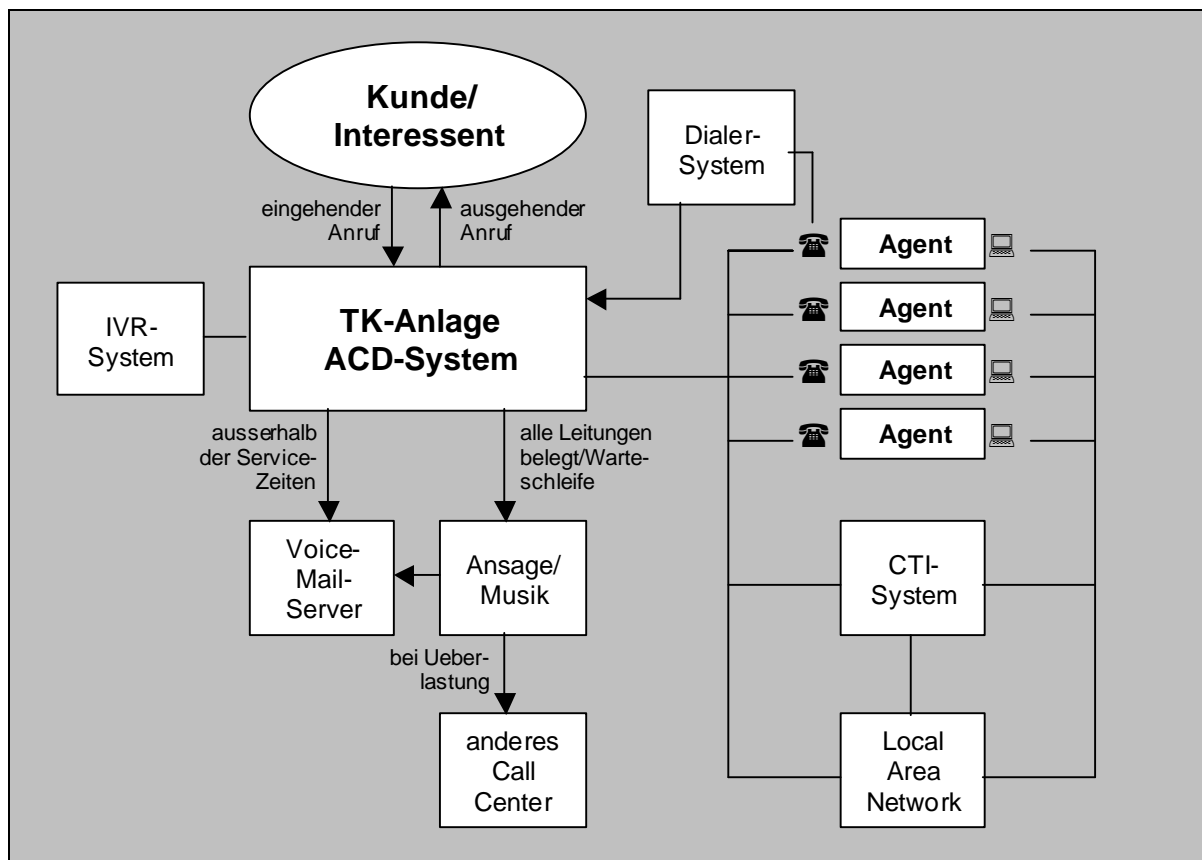 Kunde/
Interessent
Dialer-
System
eingehender
Anruf
ausgehender
Anruf
Agent
Agent
Agent
Agent
IVR-
System
TK-Anlage
ACD-System
ausserhalb
der Service-
Zeiten
alle Leitungen
belegt/Warte-
schleife
Voice-
Mail-
Server
Ansage/
Musik
CTI-
System
bei Ueber-
lastung
anderes
Call
Center
Local
Area
Network